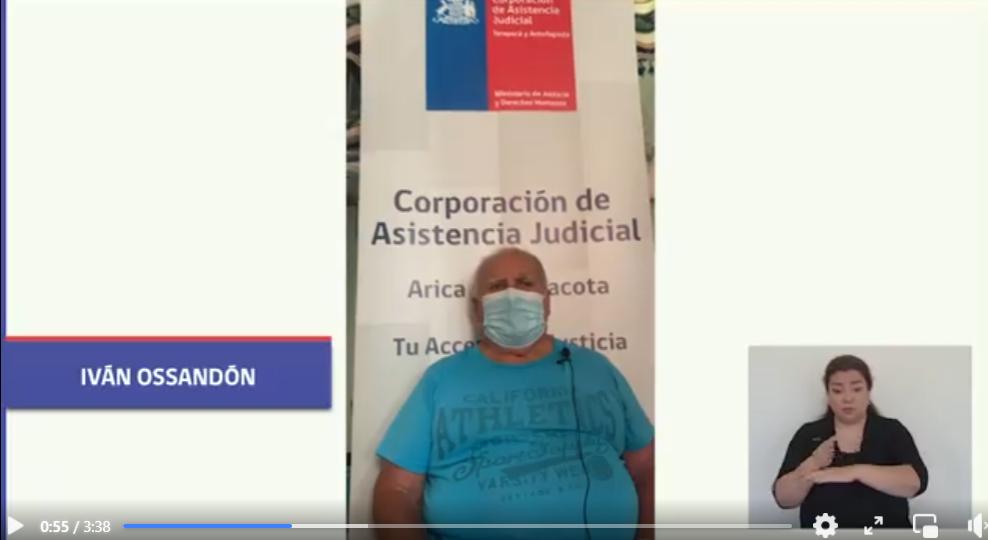 Corporación
de Asistencia
Judicial
Tarapacá y Antofagasta
Ministerio de Justicia
y Derechos Humanos
Corporación de
Asistencia Judicial
Arica acota
Tu Acce usticia
IVÁN OSSANDÓN
CALIFORNIA
ATHLETICS
VARSITY
0:55 / 3:38